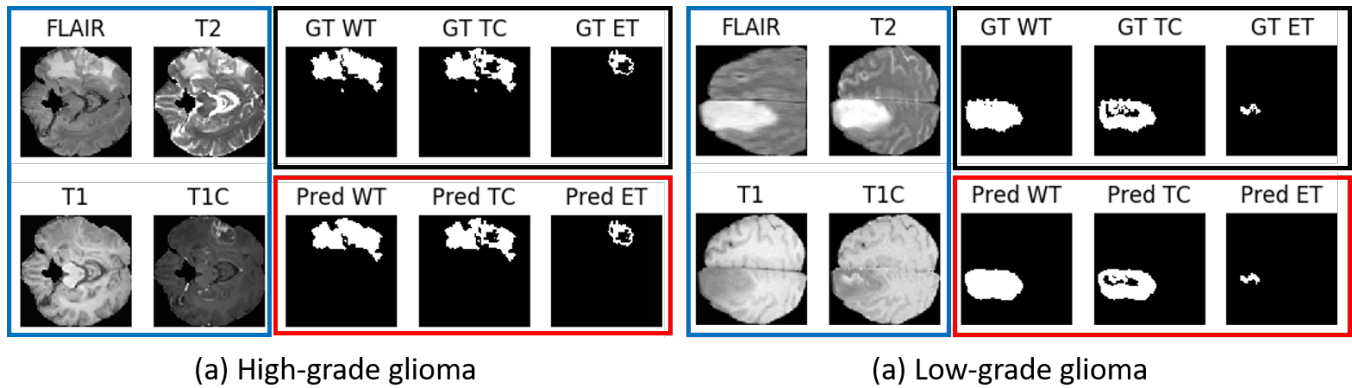 FLAIR T2 GT WT GT TC GT ET
T1 T1C Pred WT Pred TC Pred ET
(a) High-grade glioma
FLAIR T2 GT WT GT TC GT ET
T1 T1C Pred WT Pred TC Pred ET
(a) Low-grade glioma